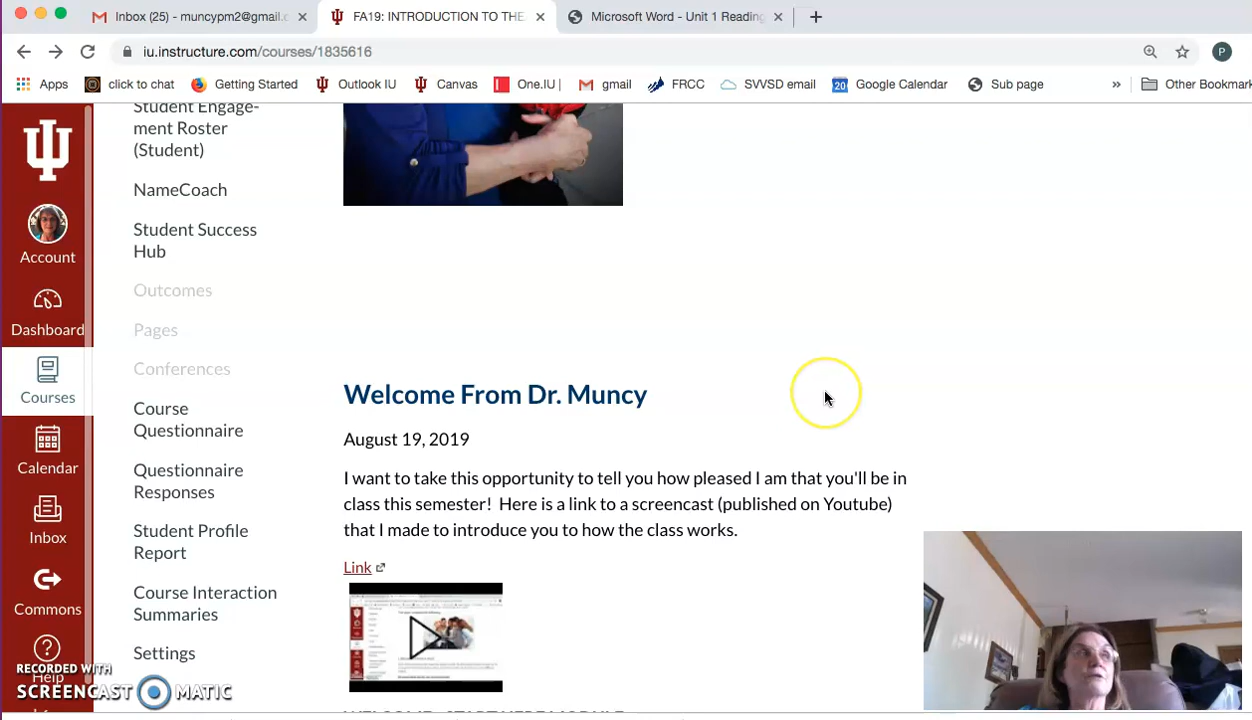 Inbox (25) - muncypm2@gmail.c
FA19: INTRODUCTION TO THE
Microsoft Word - Unit 1 Reading
iu.instructure.com/courses/1835616
P
Apps
click to chat
Getting Started
Outlook IU
Canvas
One.IU |
gmail
FRCC
SVVSD email
20
Google Calendar
Sub page
»
Other Bookmar
Account
Dashboard
Courses
Calendar
Inbox
Commons
Help
Student Engage-
ment Roster
(Student)
NameCoach
Student Success
Hub
Outcomes
Pages
Conferences
Course
Questionnaire
Questionnaire
Responses
Student Profile
Report
Course Interaction
Summaries
Settings
Welcome From Dr. Muncy
August 19, 2019
I want to take this opportunity to tell you how pleased I am that you'll be in
class this semester! Here is a link to a screencast (published on Youtube)
that I made to introduce you to how the class works.
Link
RECORDED WITH
SCREENCAST MATIC